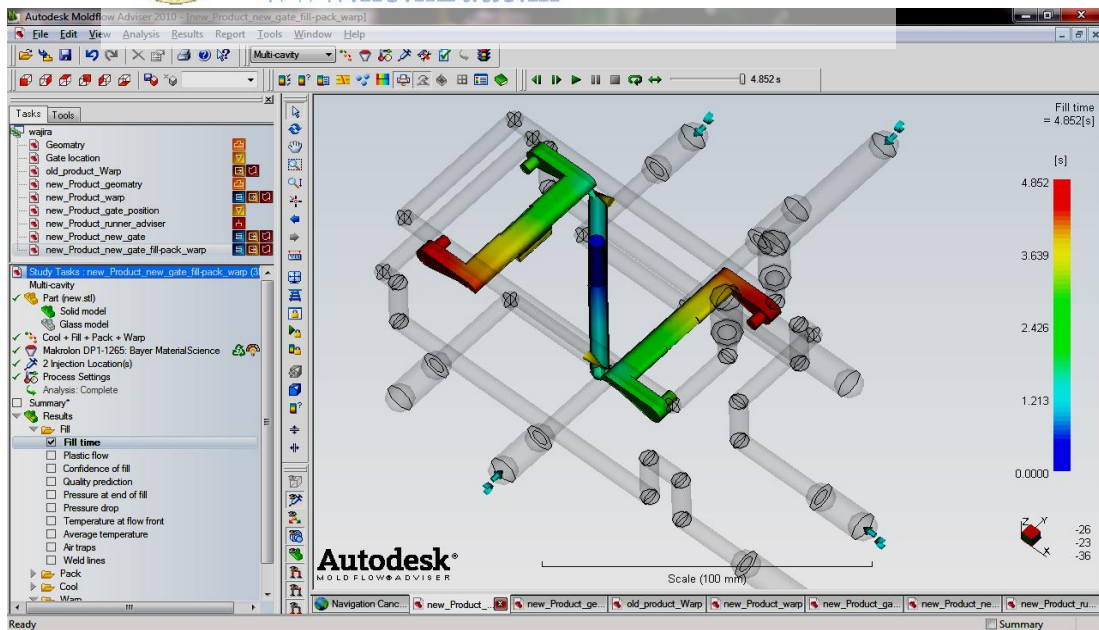 Autodesk Moldflow Adviser 2010 - [new_Product_new_gate_fill-pack_warp]
File Edit View Analysis Results Report Tools Window Help
Multi-cavity
4.852 s
Tasks Tools
wajira
Geometry
Gate location
old_product_Warp
new_Product_geometry
new_Product_warp
new_Product_gate_position
new_Product_runner_adviser
new_Product_new_gate
new_Product_new_gate_fill-pack_warp
Study Tasks : new_Product_new_gate_fill-pack_warp (3
Multi-cavity
Part (new.stl)
Solid model
Glass model
Cool + Fill + Pack + Warp
Makrolon DP1-1265: Bayer MaterialScience
2 Injection Location(s)
Process Settings
Analysis: Complete
Summary*
Results
Fill
Fill time
Plastic flow
Confidence of fill
Quality prediction
Pressure at end of fill
Pressure drop
Temperature at flow front
Average temperature
Air traps
Weld lines
Pack
Cool
Warp
Fill time
= 4.852[s]
[s]
4.852
3.639
2.426
1.213
0.0000
Z Y
X
-26
-23
-36
Autodesk®
MOLDFLOW® ADVISER
Scale (100 mm)
Navigation Canc... new_Product_... new_Product_ge... old_product_Warp new_Product_warp new_Product_ga... new_Product_ne... new_Product_ru...
Ready Summary